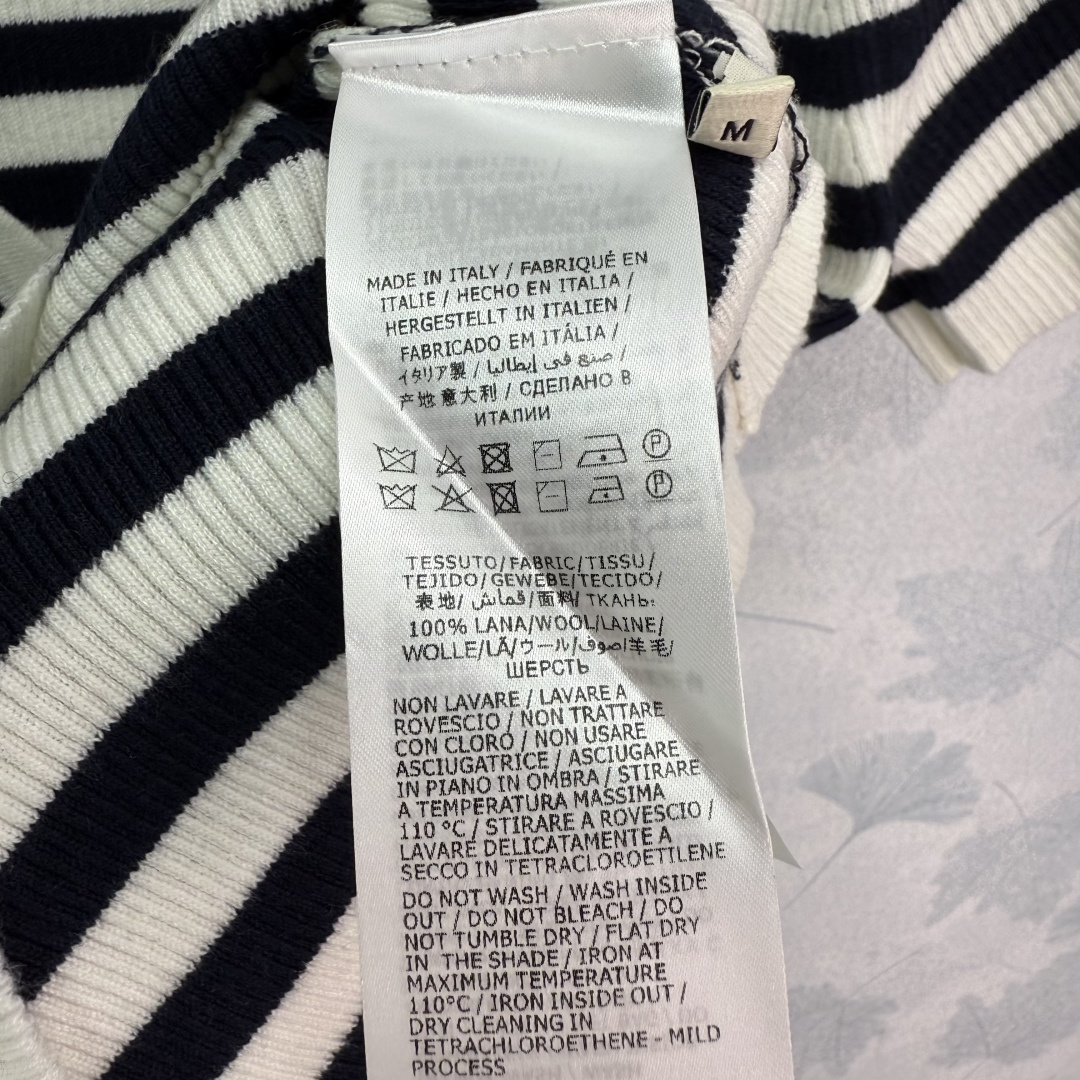 M
MADE IN ITALY / FABRIQUÉ EN
ITALIE / HECHO EN ITALIA /
HERGESTELLT IN ITALIEN /
FABRICADO EM ITÁLIA /
イタリア製 / صنع في إيطاليا /
产地意大利 / СДЕЛАНО В
ИТАЛИИ
P
P
TESSUTO/FABRIC/TISSU/
TEJIDO/GEWEBE/TECIDO/
表地/ قماش/面料/ ТКАНЬ:
100% LANA/WOOL/LAINE/
WOLLE/LÃ/ウール/صوف/羊毛/
ШЕРСТЬ
NON LAVARE / LAVARE A
ROVESCIO / NON TRATTARE
CON CLORO / NON USARE
ASCIUGATRICE / ASCIUGARE
IN PIANO IN OMBRA / STIRARE
A TEMPERATURA MASSIMA
110 °C / STIRARE A ROVESCIO /
LAVARE DELICATAMENTE A
SECCO IN TETRACLOROETILENE
DO NOT WASH / WASH INSIDE
OUT / DO NOT BLEACH / DO
NOT TUMBLE DRY / FLAT DRY
IN THE SHADE / IRON AT
MAXIMUM TEMPERATURE
110°C / IRON INSIDE OUT /
DRY CLEANING IN
TETRACHLOROETHENE - MILD
PROCESS